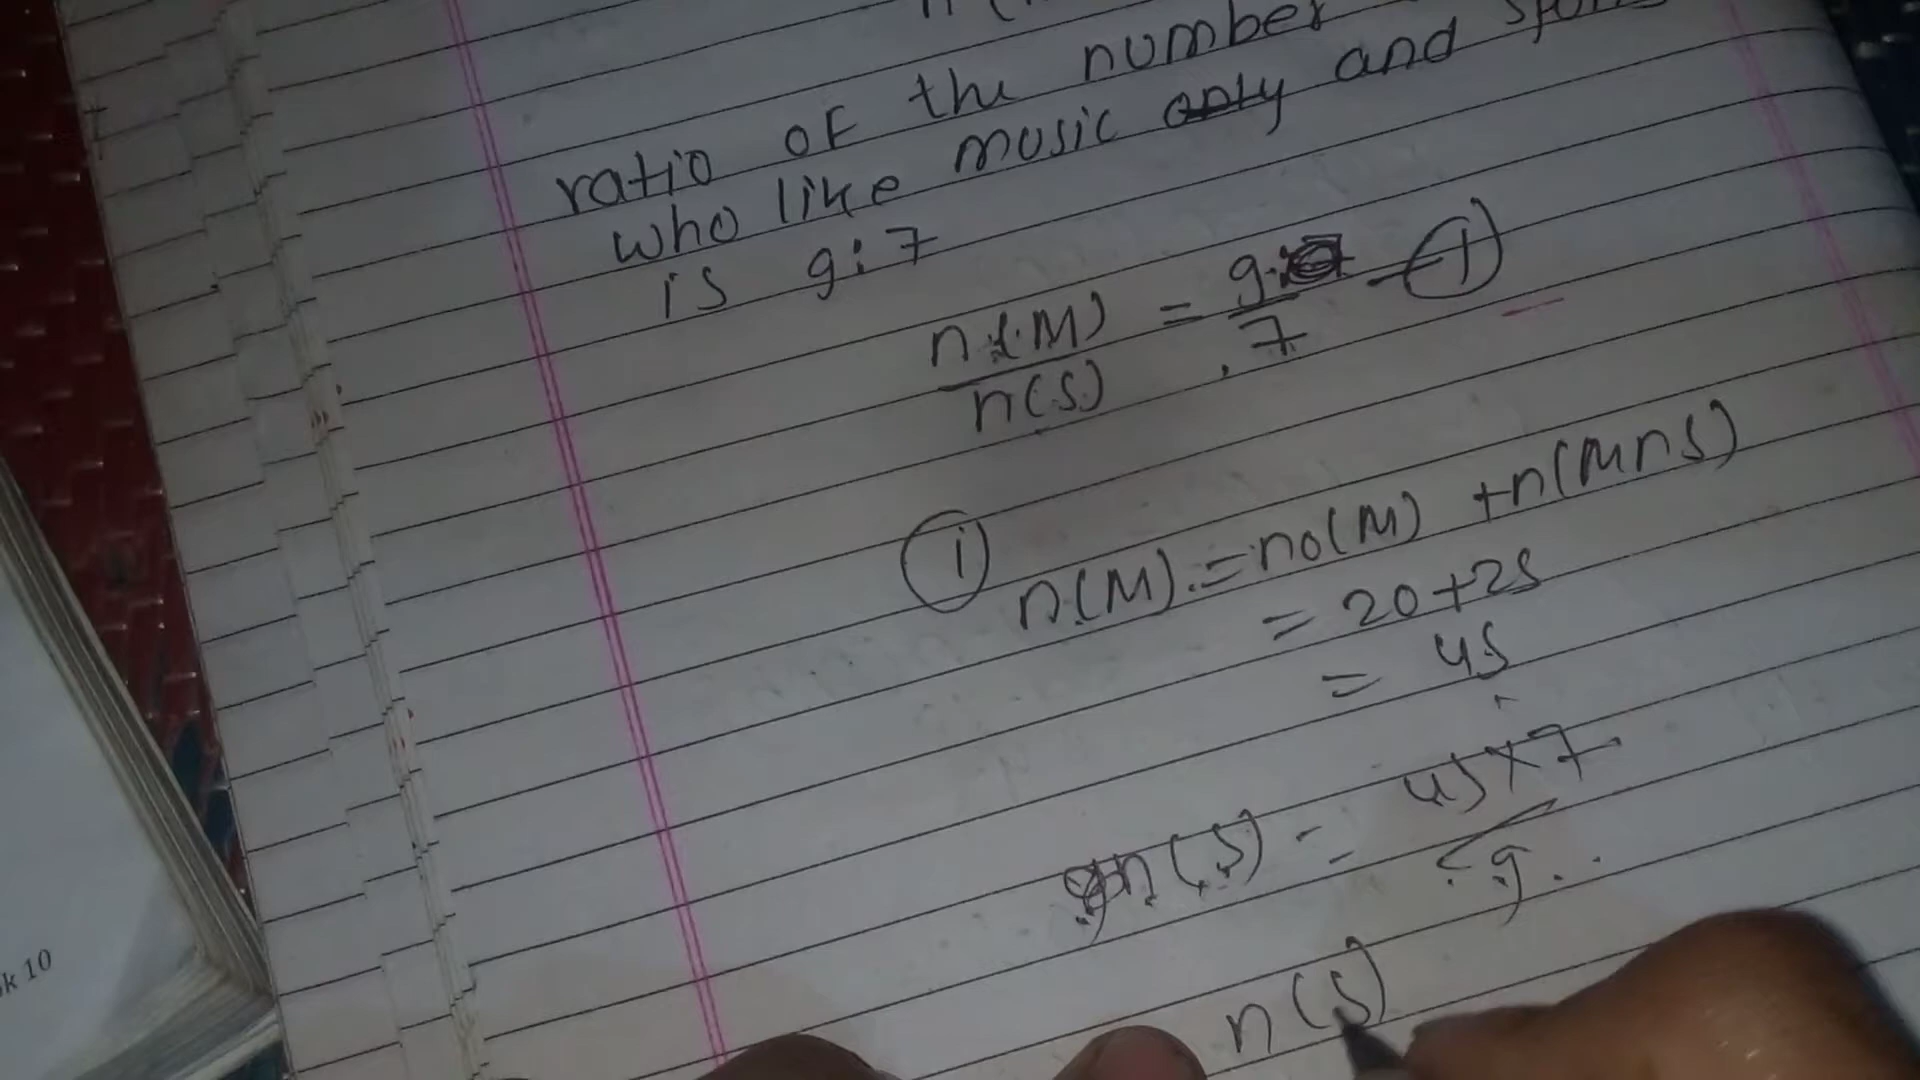 ratio of the number
who like music only and
is 9:7
n(M) = 9 — 1
n(S) 7
i n(M) = no(M) + n(M∩S)
= 20+25
= 45
n(S) = 45×7
9
n(S)
k 10